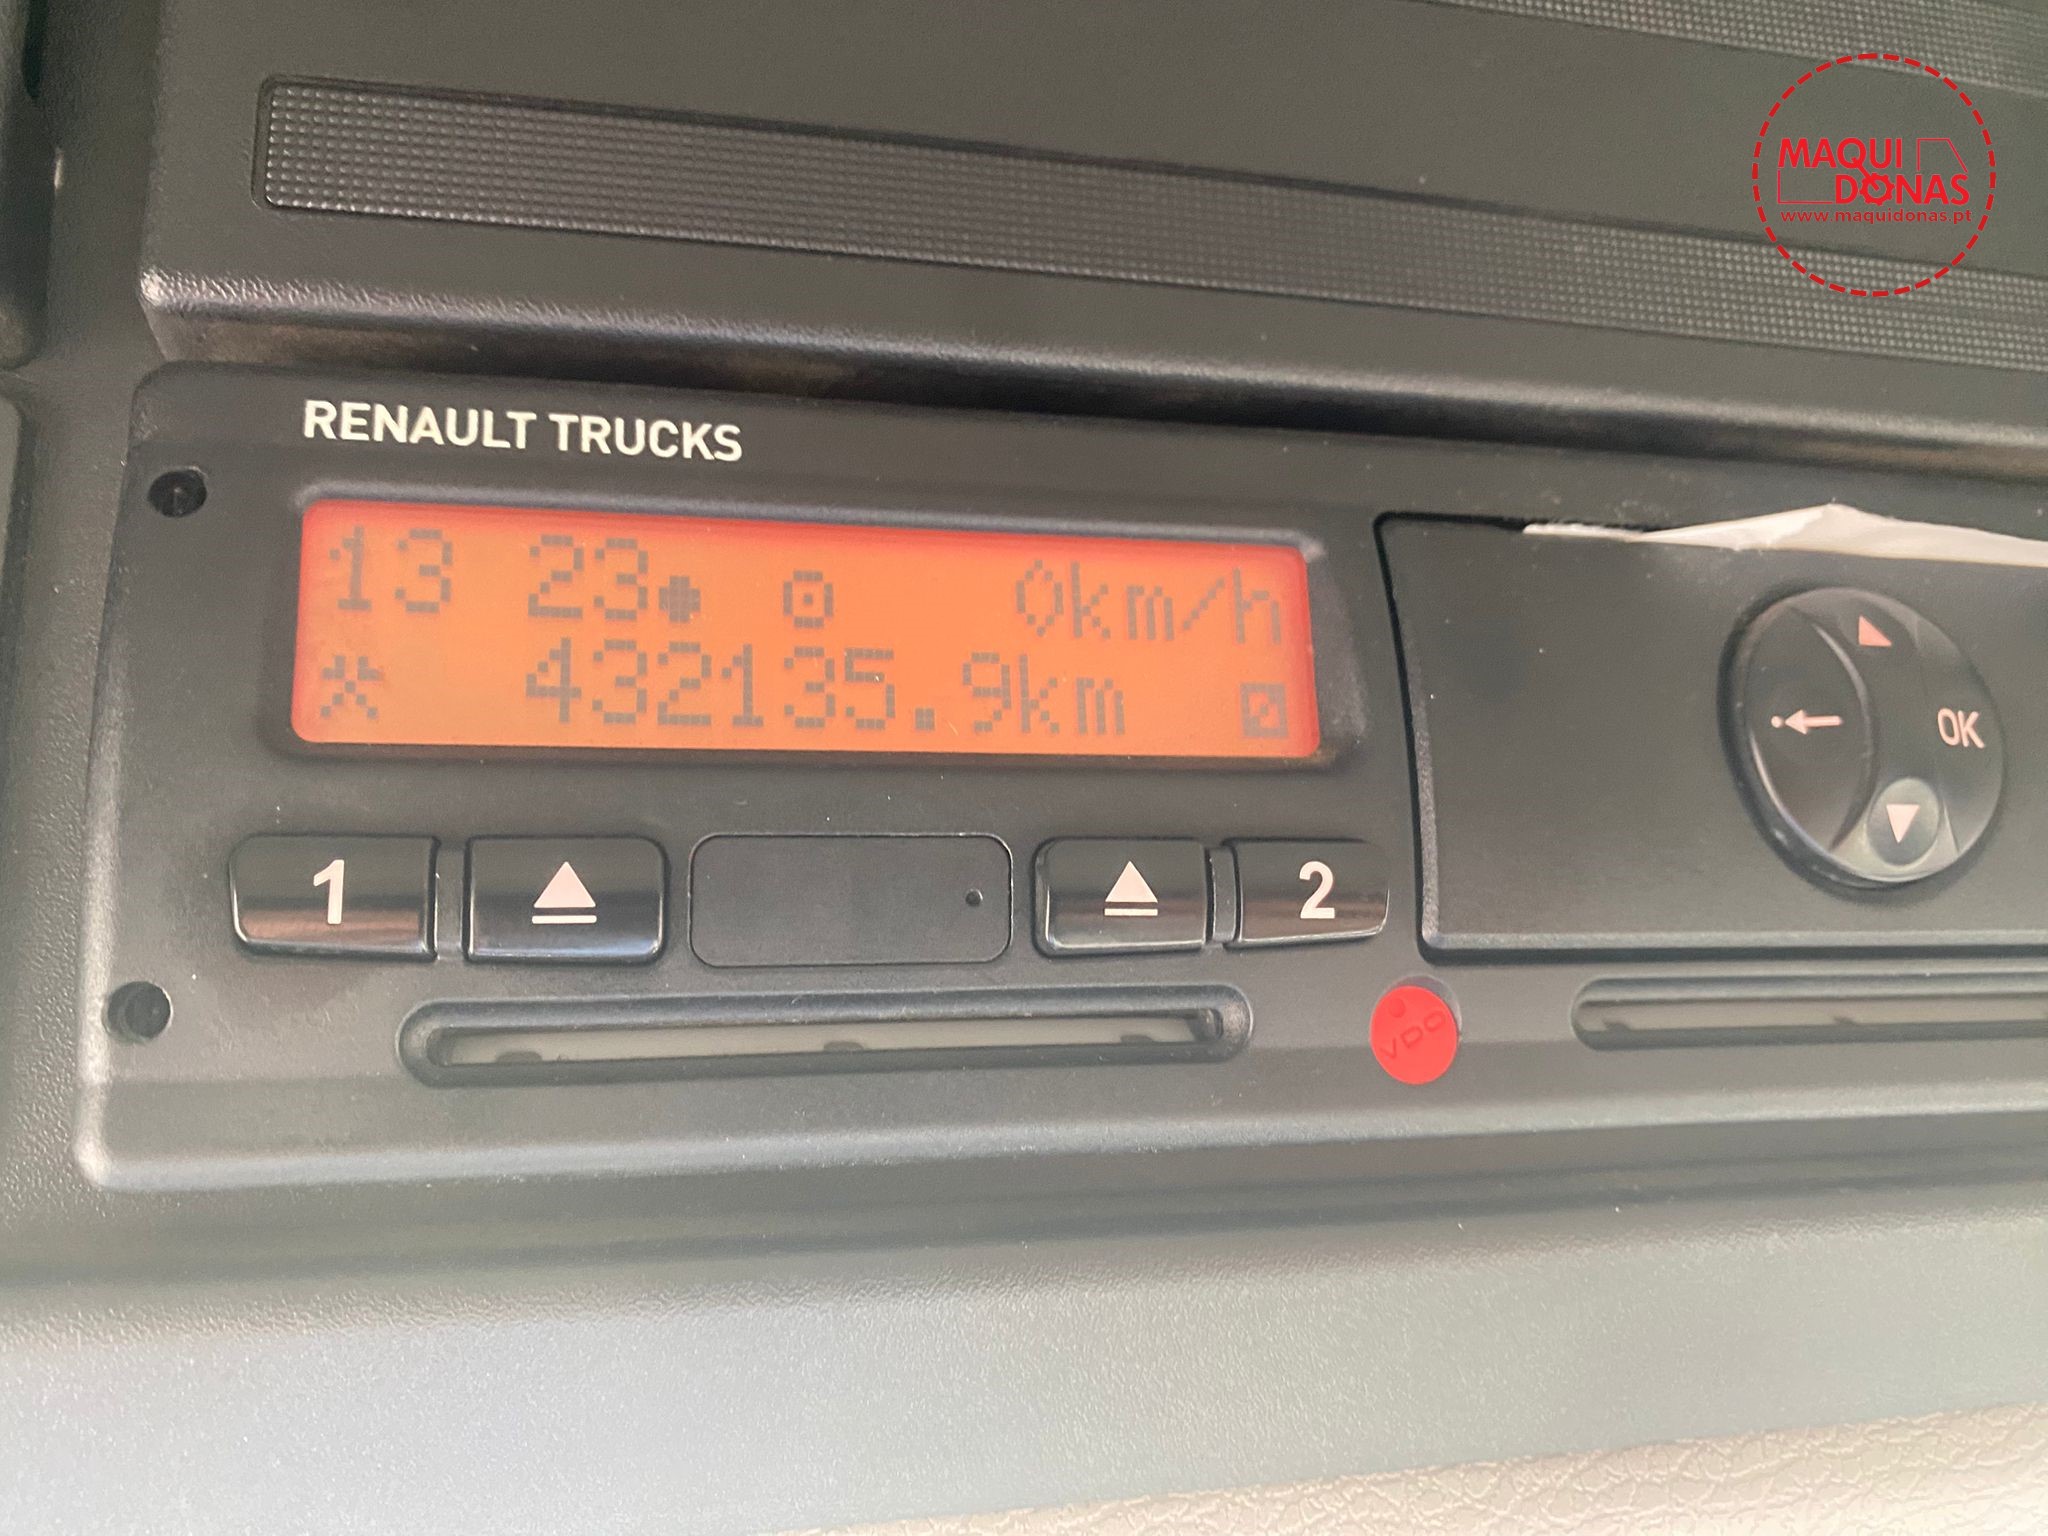 MAQUI
DONAS
www.maquidonas.pt
RENAULT TRUCKS
13 23 0km/h
432135.9km
OK
1 2
VDO